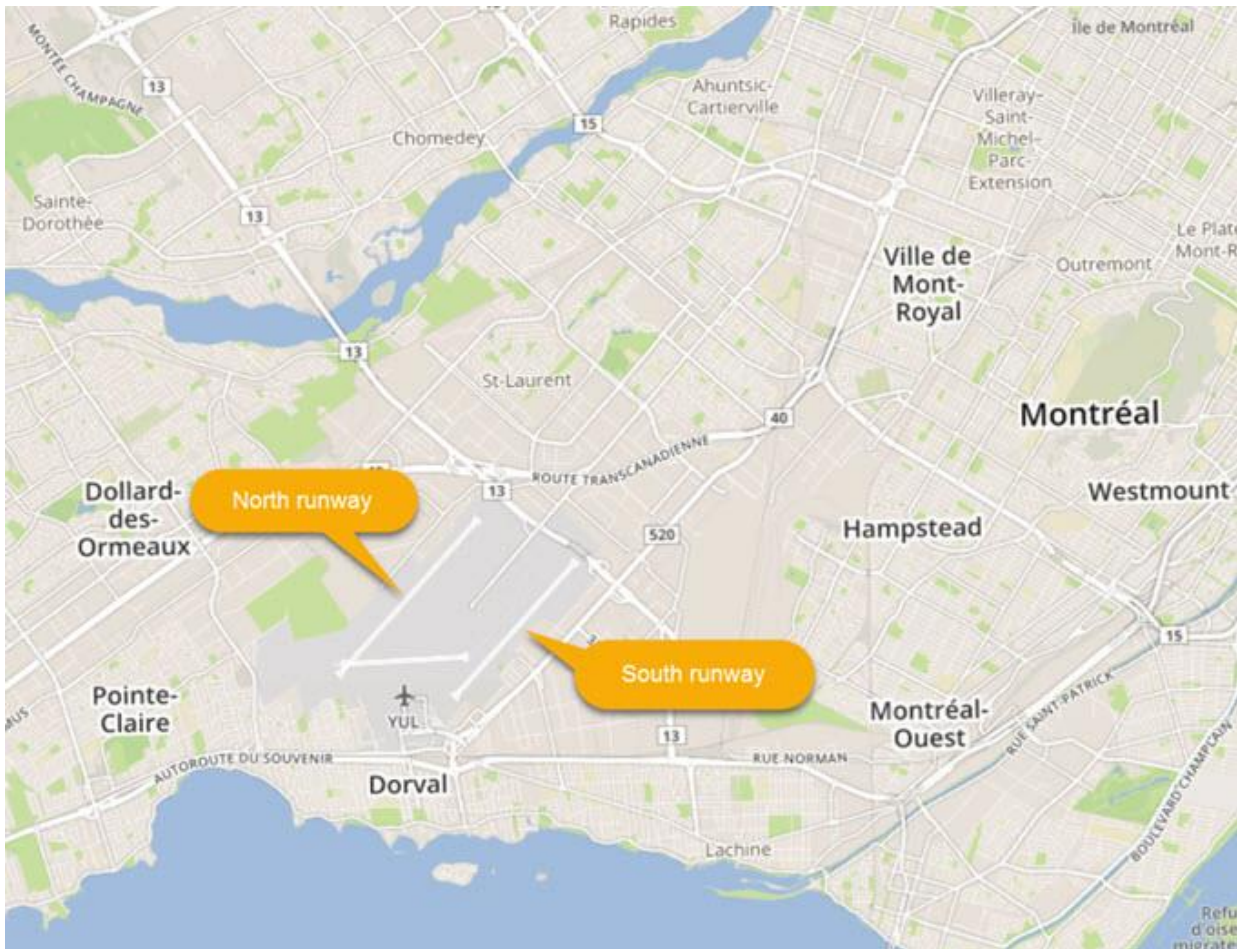 Rapides
Île de Montréal
MONTÉE CHAMPAGNE
13
Ahuntsic-
Cartierville
Villeray–
Saint-
Michel–
Parc-
Extension
15
Chomedey
Sainte-
Dorothée
13
Le Plat
Mont-R
Ville de
Mont-
Royal
Outremont
13
St-Laurent
Montréal
40
ROUTE TRANSCANADIENNE
13
Dollard-
des-
Ormeaux
North runway
Westmount
Hampstead
520
15
South runway
Pointe-
Claire
YUL
Montréal-
Ouest
RUE SAINT-PATRICK
13
AUTOROUTE DU SOUVENIR
RUE NORMAN
Dorval
BOULEVARD CHAMPLAIN
Lachine
Refu
d'oise
migrate